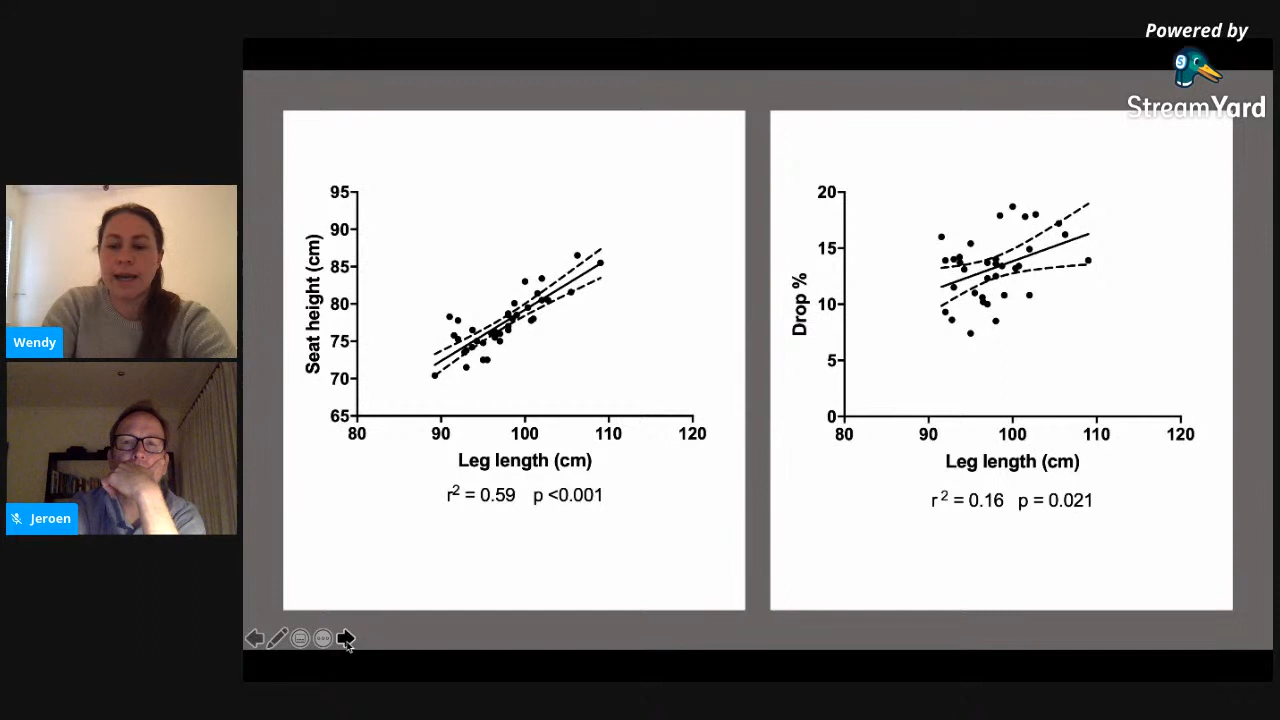 Powered by
StreamYard
Wendy
Jeroen
95
90
85
80
75
70
65
Seat height (cm)
80
90
100
110
120
Leg length (cm)
r² = 0.59 p <0.001
20
15
10
5
0
Drop %
80
90
100
110
120
Leg length (cm)
r² = 0.16 p = 0.021